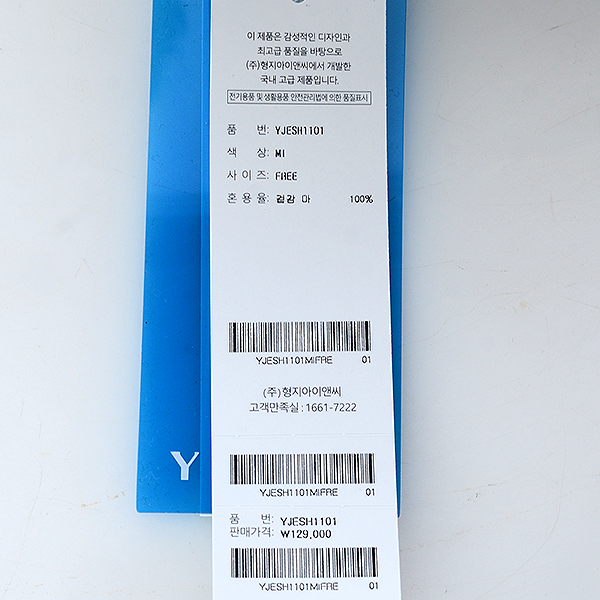 이 제품은 감성적인 디자인과
최고급 품질을 바탕으로
(주)형지아이앤씨에서 개발한
국내 고급 제품입니다.
전기용품 및 생활용품 안전관리법에 의한 품질표시
품 번: YJESH1101
색 상: MI
사 이 즈: FREE
혼 용 율: 겉감 마 100%
YJESH1101MIFRE 01
(주)형지아이앤씨
고객만족실 : 1661-7222
Y
YJESH1101MIFRE 01
품 번: YJESH1101
판매가격: ₩129,000
YJESH1101MIFRE 01